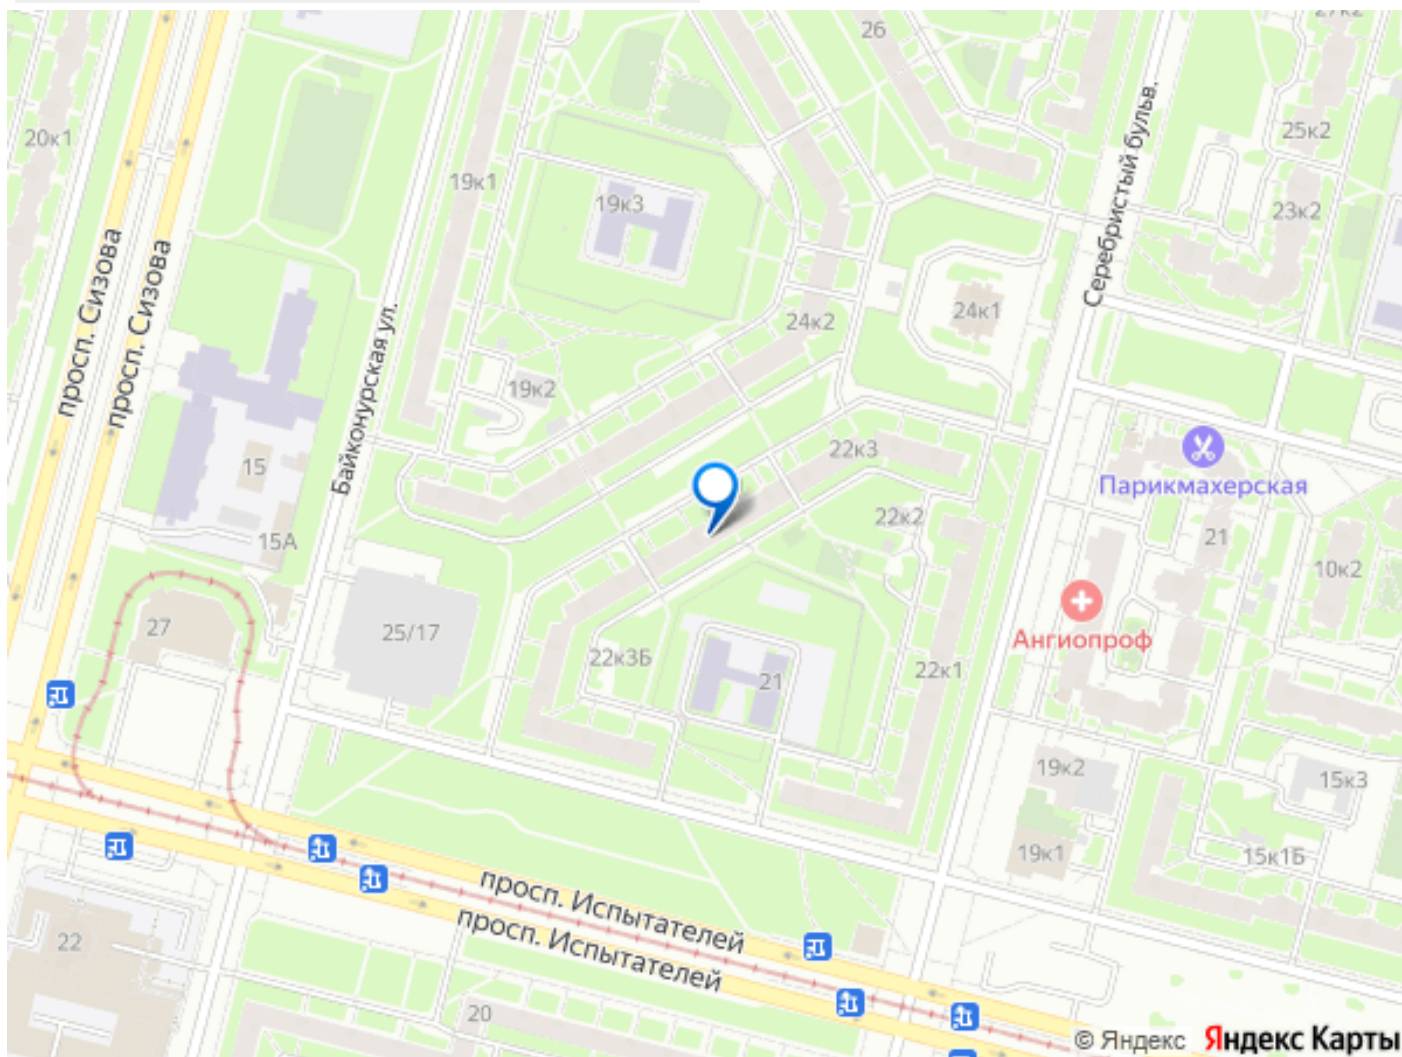 26
27к2
20к1
25к2
19к1
19к3
23к2
Серебристый бульв.
просп. Сизова
просп. Сизова
24к1
24к2
Байконурская ул.
19к2
22к3
15
Парикмахерская
22к2
21
15А
10к2
27
25/17
Ангиопроф
22к3Б
21
22к1
19к2
15к3
19к1
15к1Б
просп. Испытателей
просп. Испытателей
22
20
© Яндекс Яндекс Карты